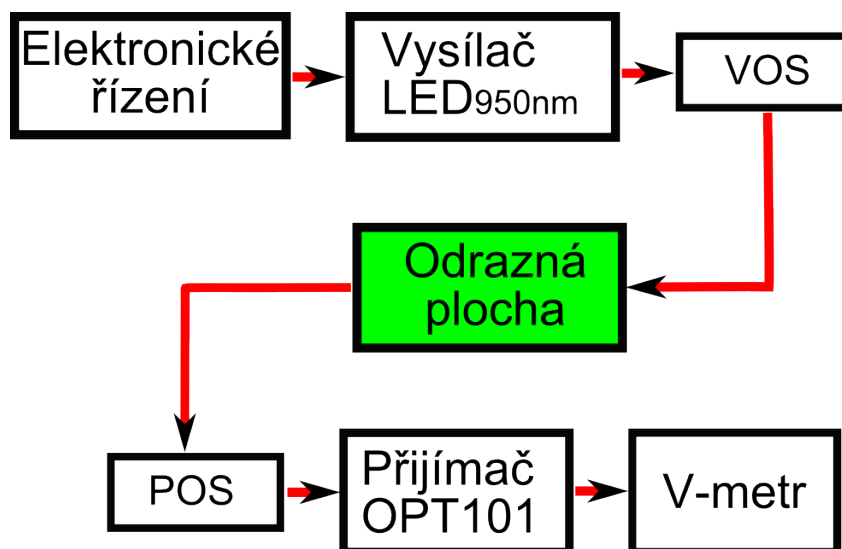 Elektronické
řízení
Vysílač
LED950nm
VOS
Odrazná
plocha
POS
Přijímač
OPT101
V-metr